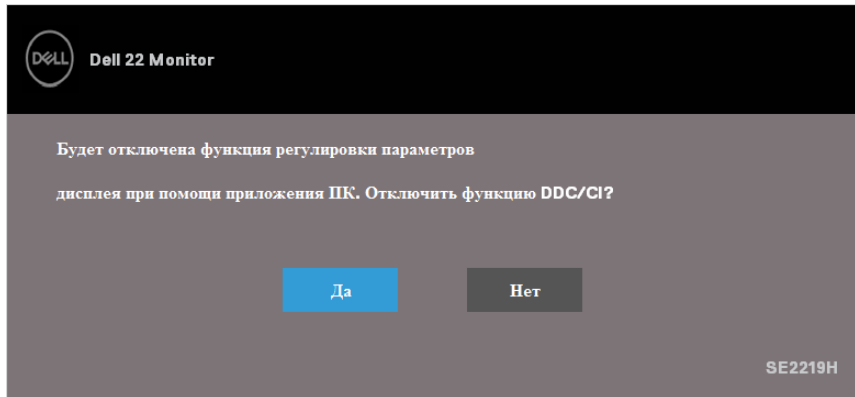 DELL
Dell 22 Monitor
Будет отключена функция регулировки параметров
дисплея при помощи приложения ПК. Отключить функцию DDC/CI?
Да
Нет
SE2219H